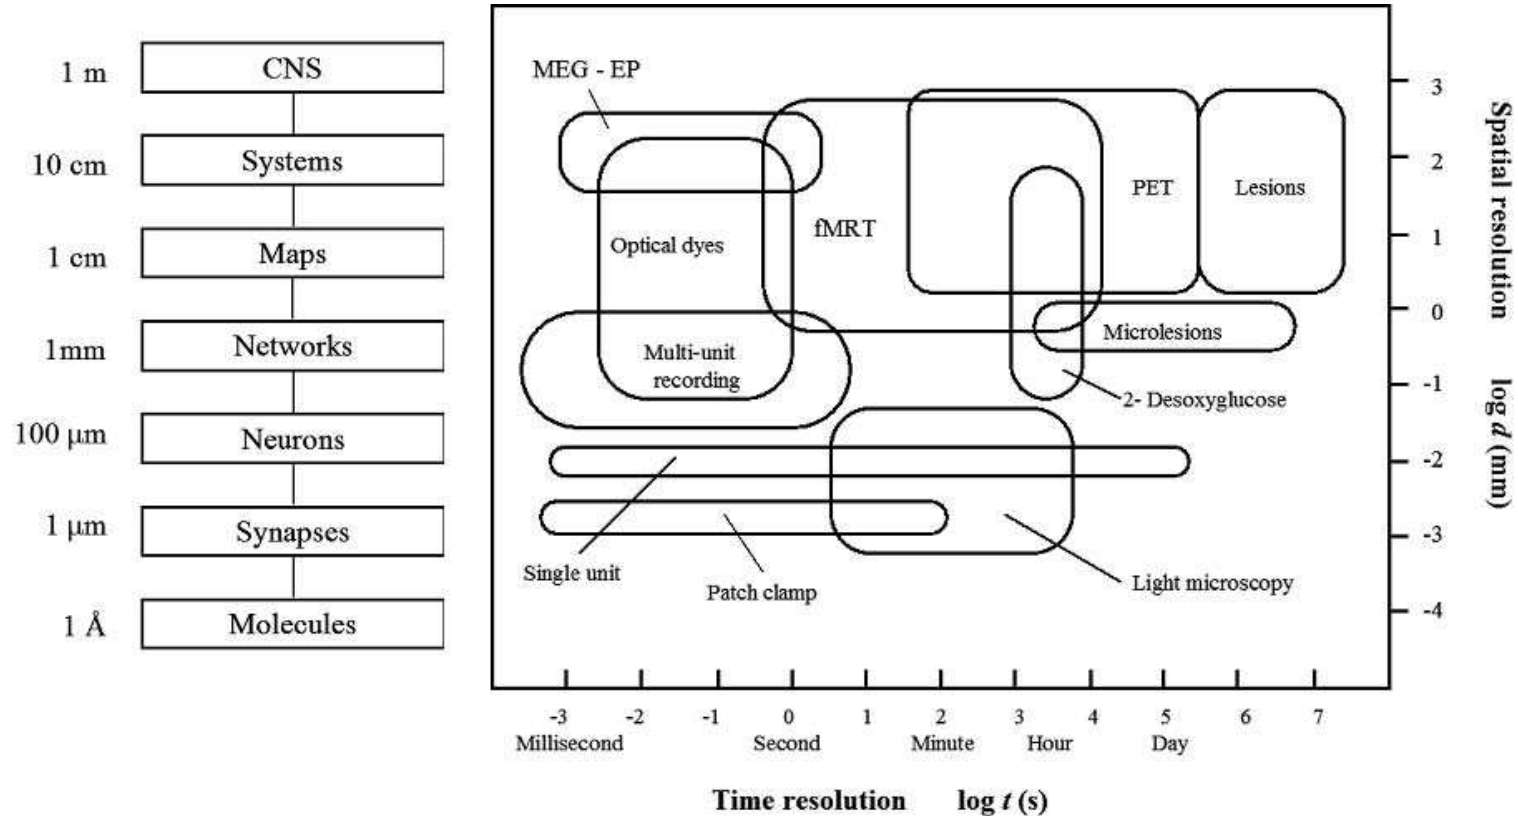 1 m
CNS
10 cm
Systems
1 cm
Maps
1mm
Networks
100 μm
Neurons
1 μm
Synapses
1 Å
Molecules
MEG - EP
Optical dyes
fMRT
PET
Lesions
Multi-unit
recording
Microlesions
2- Desoxyglucose
Single unit
Patch clamp
Light microscopy
3
2
1
0
-1
-2
-3
-4
Spatial resolution log d (mm)
-3 -2 -1 0 1 2 3 4 5 6 7
Millisecond Second Minute Hour Day
Time resolution log t (s)